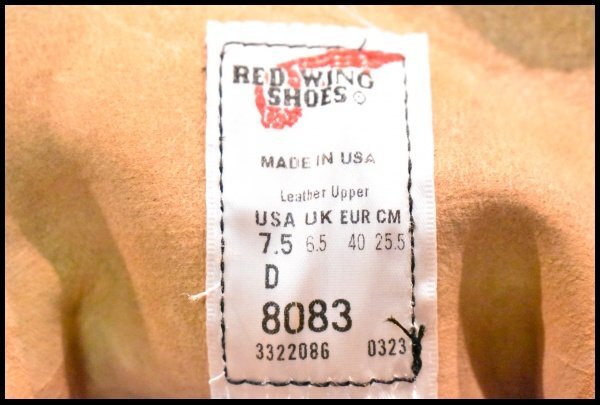 RED WING
SHOES
MADE IN USA
Leather Upper
USA UK EUR CM
7.5 6.5 40 25.5
D
8083
3322086 0323